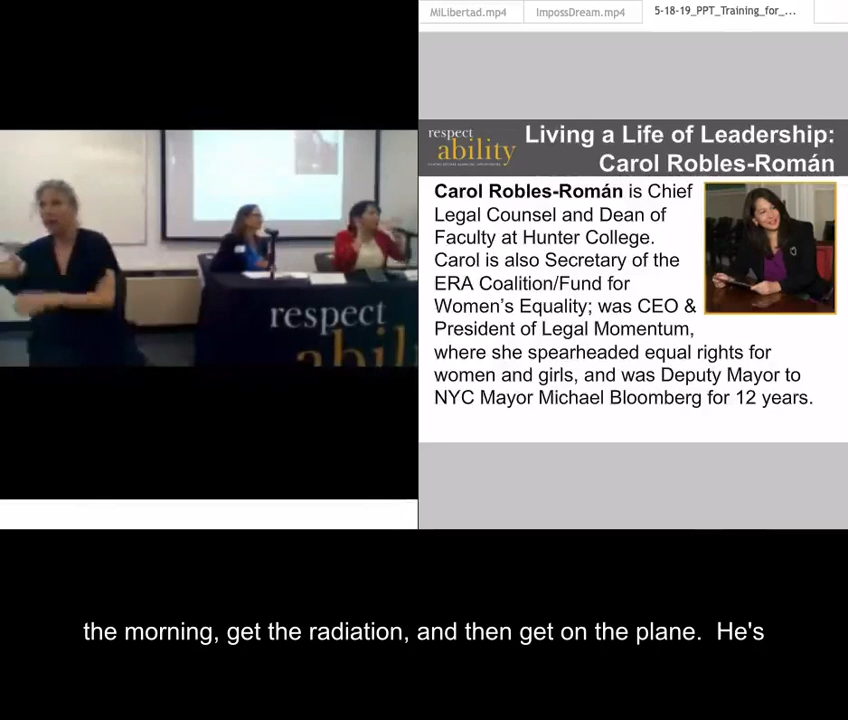 MiLibertad.mp4
ImpossDream.mp4
5-18-19_PPT_Training_for_...
respect
ability
Living a Life of Leadership:
Carol Robles-Román
Carol Robles-Román is Chief
Legal Counsel and Dean of
Faculty at Hunter College.
Carol is also Secretary of the
ERA Coalition/Fund for
Women's Equality; was CEO &
President of Legal Momentum,
where she spearheaded equal rights for
women and girls, and was Deputy Mayor to
NYC Mayor Michael Bloomberg for 12 years.
respect
abil
the morning, get the radiation, and then get on the plane.  He's